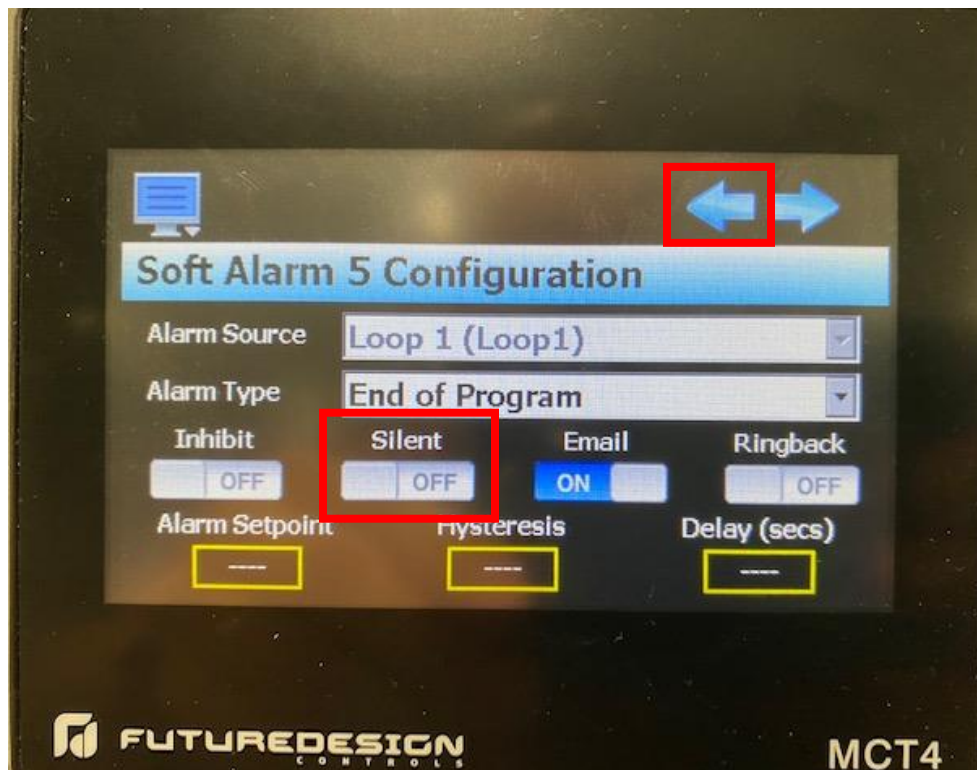 Soft Alarm 5 Configuration
Alarm Source Loop 1 (Loop1)
Alarm Type End of Program
Inhibit Silent Email Ringback
OFF OFF ON OFF
Alarm Setpoint Hysteresis Delay (secs)
---- ---- ----
FUTUREDESIGN
CONTROLS
MCT4